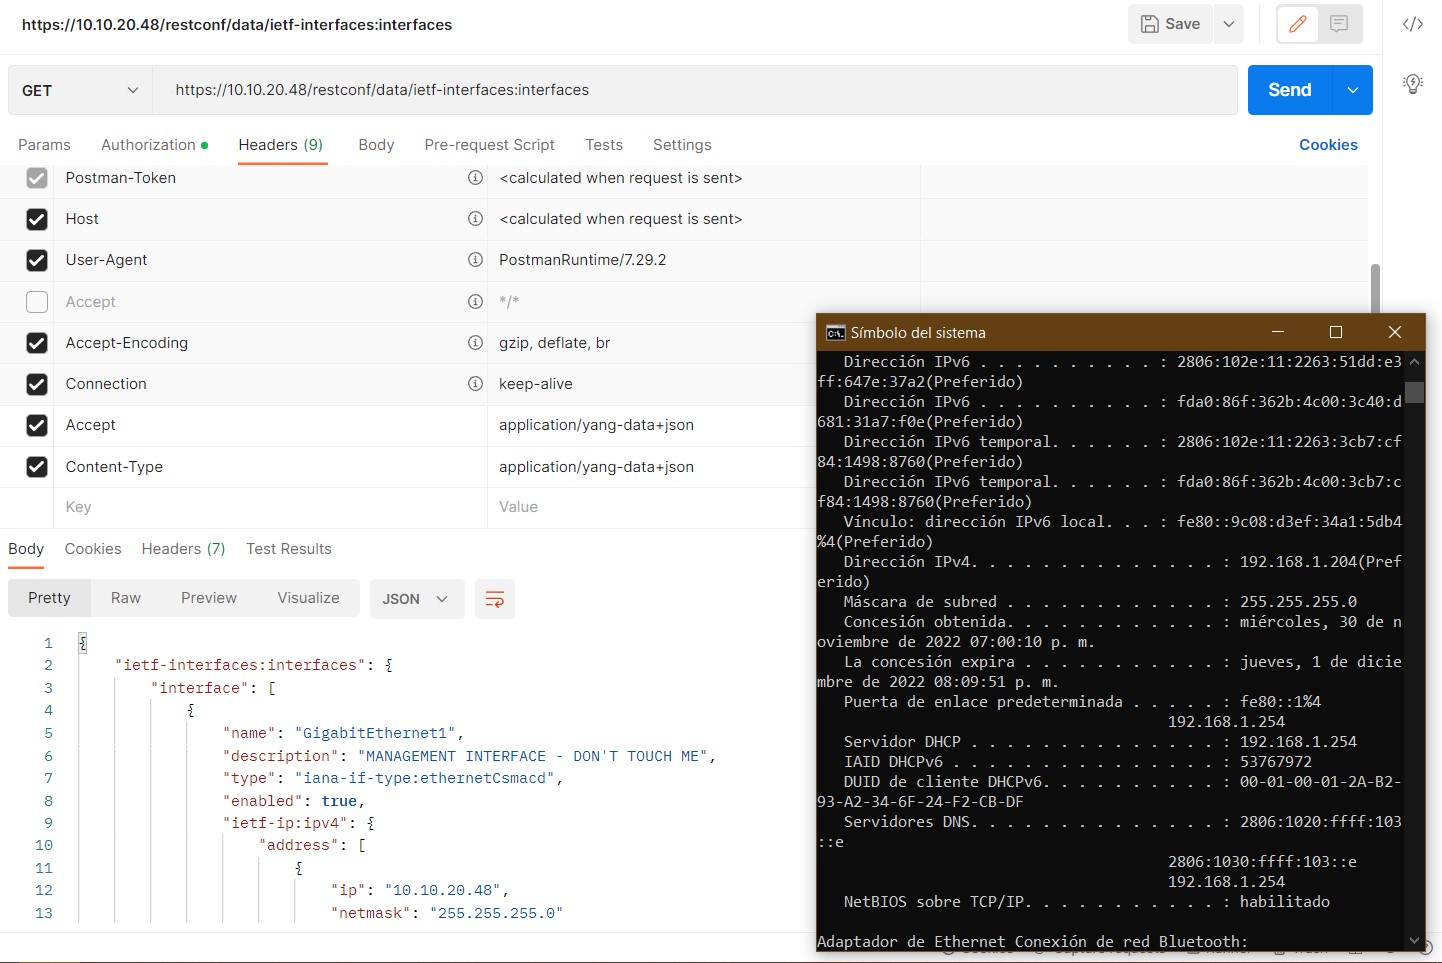 https://10.10.20.48/restconf/data/ietf-interfaces:interfaces
Save
GET
https://10.10.20.48/restconf/data/ietf-interfaces:interfaces
Send
Params Authorization Headers (9) Body Pre-request Script Tests Settings
Cookies
Postman-Token <calculated when request is sent>
Host <calculated when request is sent>
User-Agent PostmanRuntime/7.29.2
Accept */*
Accept-Encoding gzip, deflate, br
Connection keep-alive
Accept application/yang-data+json
Content-Type application/yang-data+json
Key Value
Body Cookies Headers (7) Test Results
Pretty Raw Preview Visualize JSON
1 {
2 "ietf-interfaces:interfaces": {
3 "interface": [
4 {
5 "name": "GigabitEthernet1",
6 "description": "MANAGEMENT INTERFACE - DON'T TOUCH ME",
7 "type": "iana-if-type:ethernetCsmacd",
8 "enabled": true,
9 "ietf-ip:ipv4": {
10 "address": [
11 {
12 "ip": "10.10.20.48",
13 "netmask": "255.255.255.0"
Símbolo del sistema
Dirección IPv6 . . . . . . . . . . : 2806:102e:11:2263:51dd:e3
ff:647e:37a2(Preferido)
Dirección IPv6 . . . . . . . . . . : fda0:86f:362b:4c00:3c40:d
681:31a7:f0e(Preferido)
Dirección IPv6 temporal. . . . . . : 2806:102e:11:2263:3cb7:cf
84:1498:8760(Preferido)
Dirección IPv6 temporal. . . . . . : fda0:86f:362b:4c00:3cb7:c
f84:1498:8760(Preferido)
Vínculo: dirección IPv6 local. . . : fe80::9c08:d3ef:34a1:5db4
%4(Preferido)
Dirección IPv4. . . . . . . . . . . . . . : 192.168.1.204(Pref
erido)
Máscara de subred . . . . . . . . . . . . : 255.255.255.0
Concesión obtenida. . . . . . . . . . . . : miércoles, 30 de n
oviembre de 2022 07:00:10 p. m.
La concesión expira . . . . . . . . . . . : jueves, 1 de dicie
mbre de 2022 08:09:51 p. m.
Puerta de enlace predeterminada . . . . . : fe80::1%4
192.168.1.254
Servidor DHCP . . . . . . . . . . . . . . : 192.168.1.254
IAID DHCPv6 . . . . . . . . . . . . . . . : 53767972
DUID de cliente DHCPv6. . . . . . . . . . : 00-01-00-01-2A-B2-
93-A2-34-6F-24-F2-CB-DF
Servidores DNS. . . . . . . . . . . . . . : 2806:1020:ffff:103
::e
2806:1030:ffff:103::e
192.168.1.254
NetBIOS sobre TCP/IP. . . . . . . . . . . : habilitado
Adaptador de Ethernet Conexión de red Bluetooth: